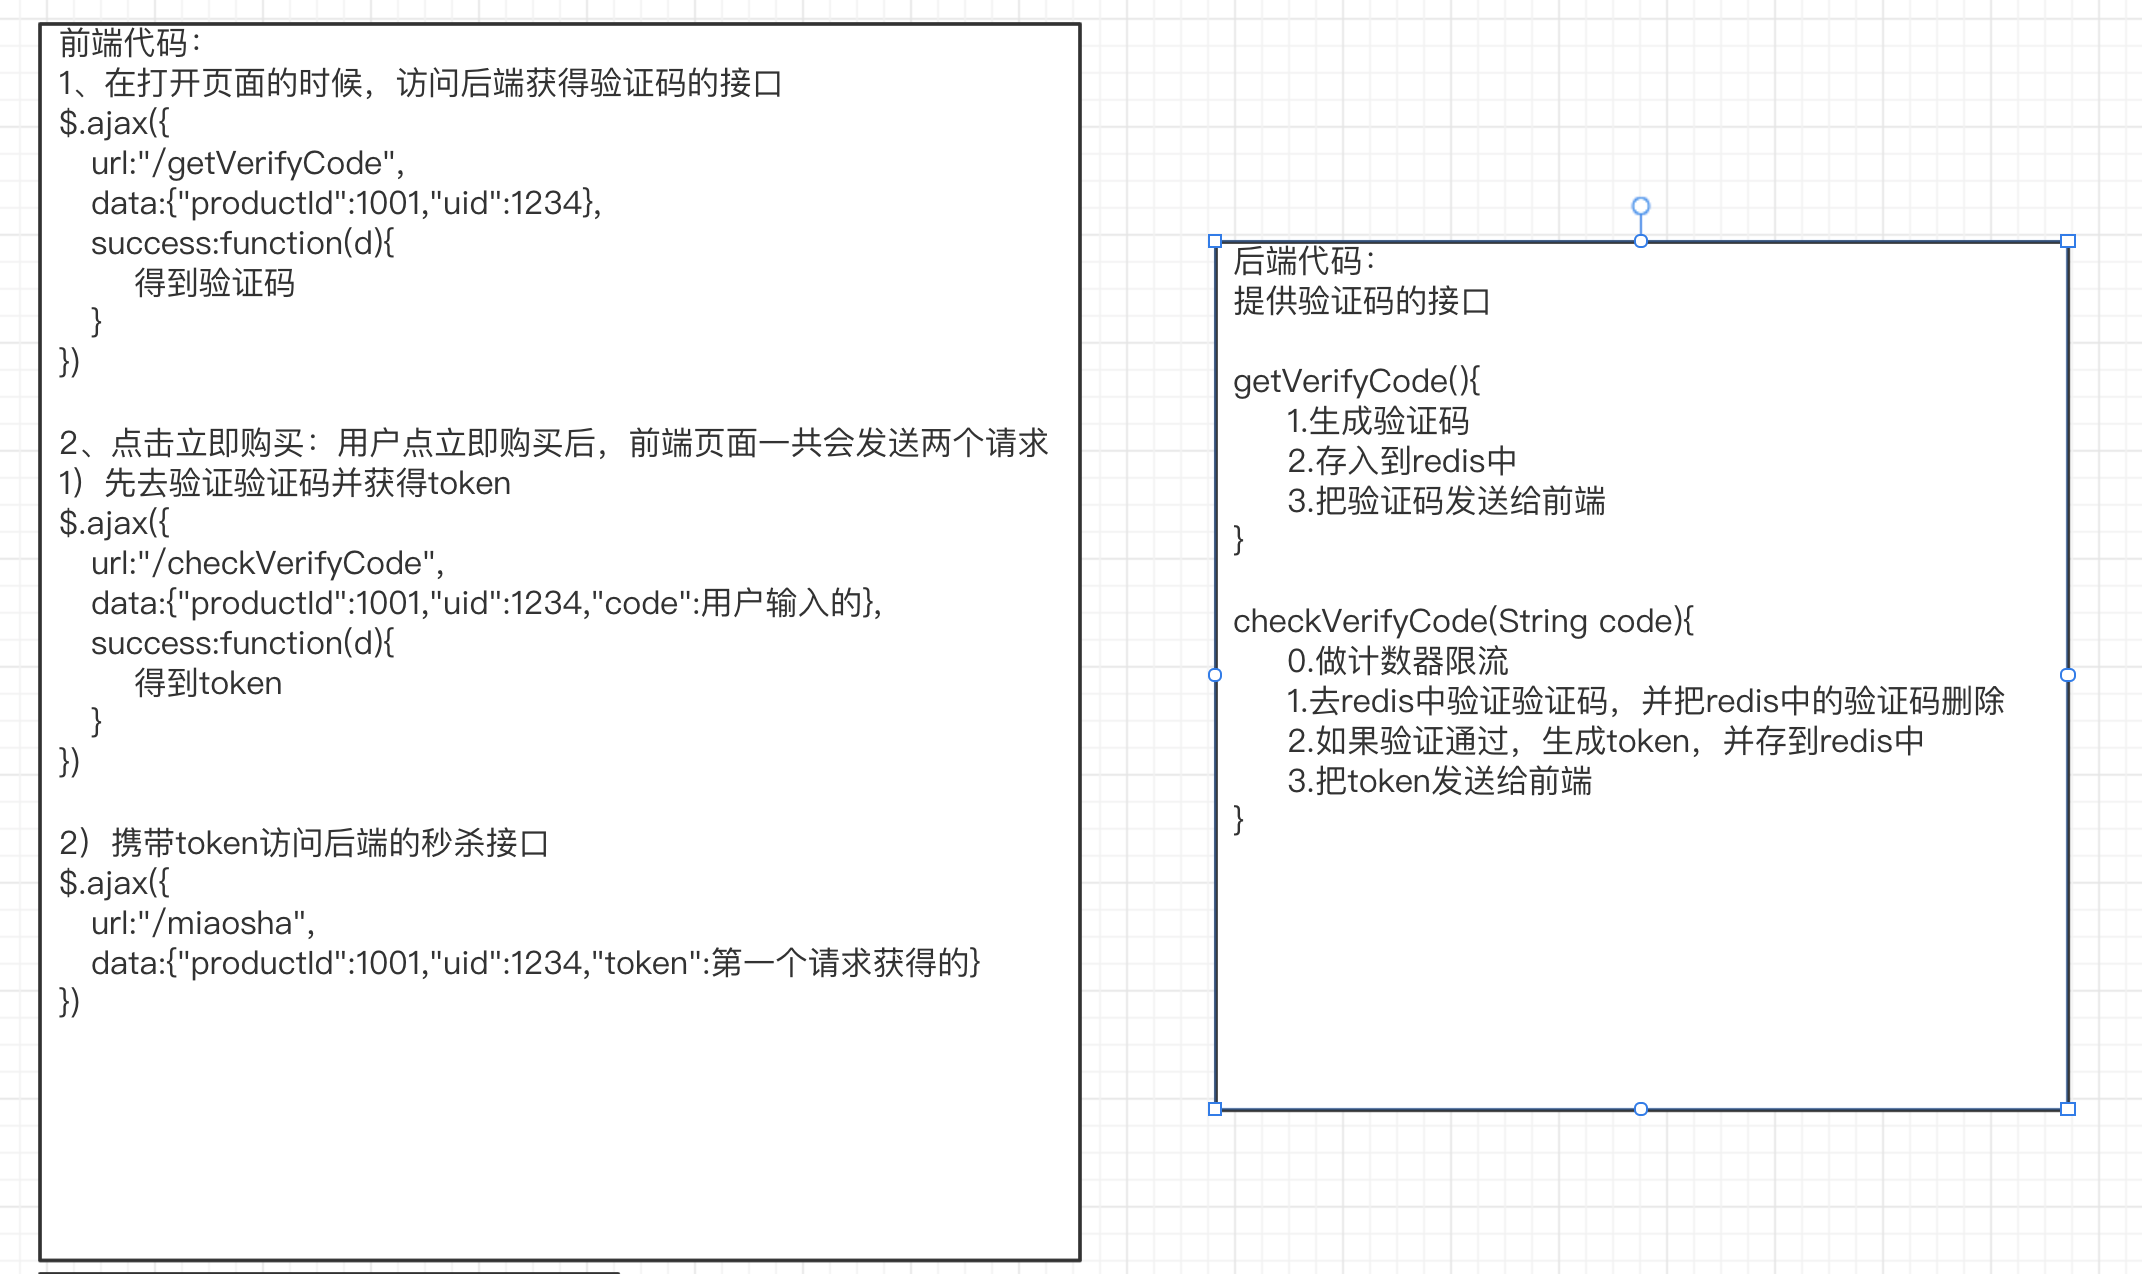 前端代码：
1、在打开页面的时候，访问后端获得验证码的接口
$.ajax({
url:"/getVerifyCode",
data:{"productId":1001,"uid":1234},
success:function(d){
得到验证码
}
})
2、点击立即购买：用户点立即购买后，前端页面一共会发送两个请求
1）先去验证验证码并获得token
$.ajax({
url:"/checkVerifyCode",
data:{"productId":1001,"uid":1234,"code":用户输入的},
success:function(d){
得到token
}
})
2）携带token访问后端的秒杀接口
$.ajax({
url:"/miaosha",
data:{"productId":1001,"uid":1234,"token":第一个请求获得的}
})
后端代码：
提供验证码的接口
getVerifyCode(){
1.生成验证码
2.存入到redis中
3.把验证码发送给前端
}
checkVerifyCode(String code){
0.做计数器限流
1.去redis中验证验证码，并把redis中的验证码删除
2.如果验证通过，生成token，并存到redis中
3.把token发送给前端
}